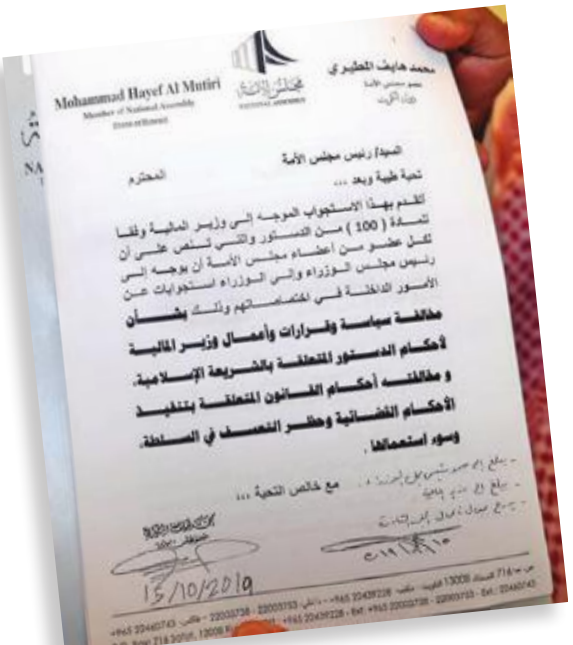 محمد هايف المطيري
عضو مجلس الأمة
Mohammad Hayef Al Mutiri
Member of National Assembly
مجلس الأمة
NATIONAL ASSEMBLY
السيد/ رئيس مجلس الأمة المحترم
تحية طيبة وبعد ...
أتقدم بهذا الاستجواب الموجه إلى وزير المالية وفقا
للمادة ( 100 ) من الدستور والتي تنص على أن
لكل عضو من أعضاء مجلس الأمة أن يوجه إلى
رئيس مجلس الوزراء وإلى الوزراء استجوابات عن
الأمور الداخلة في اختصاصاتهم وذلك بشأن
مخالفة سياسة وقرارات وأعمال وزير المالية
لأحكام الدستور المتعلقة بالشريعة الإسلامية،
و مخالفته أحكام القانون المتعلقة بتنفيذ
الأحكام القضائية وحظر التعسف في السلطة،
وسوء استعمالها .
مع خالص التحية ...
15/10/2019